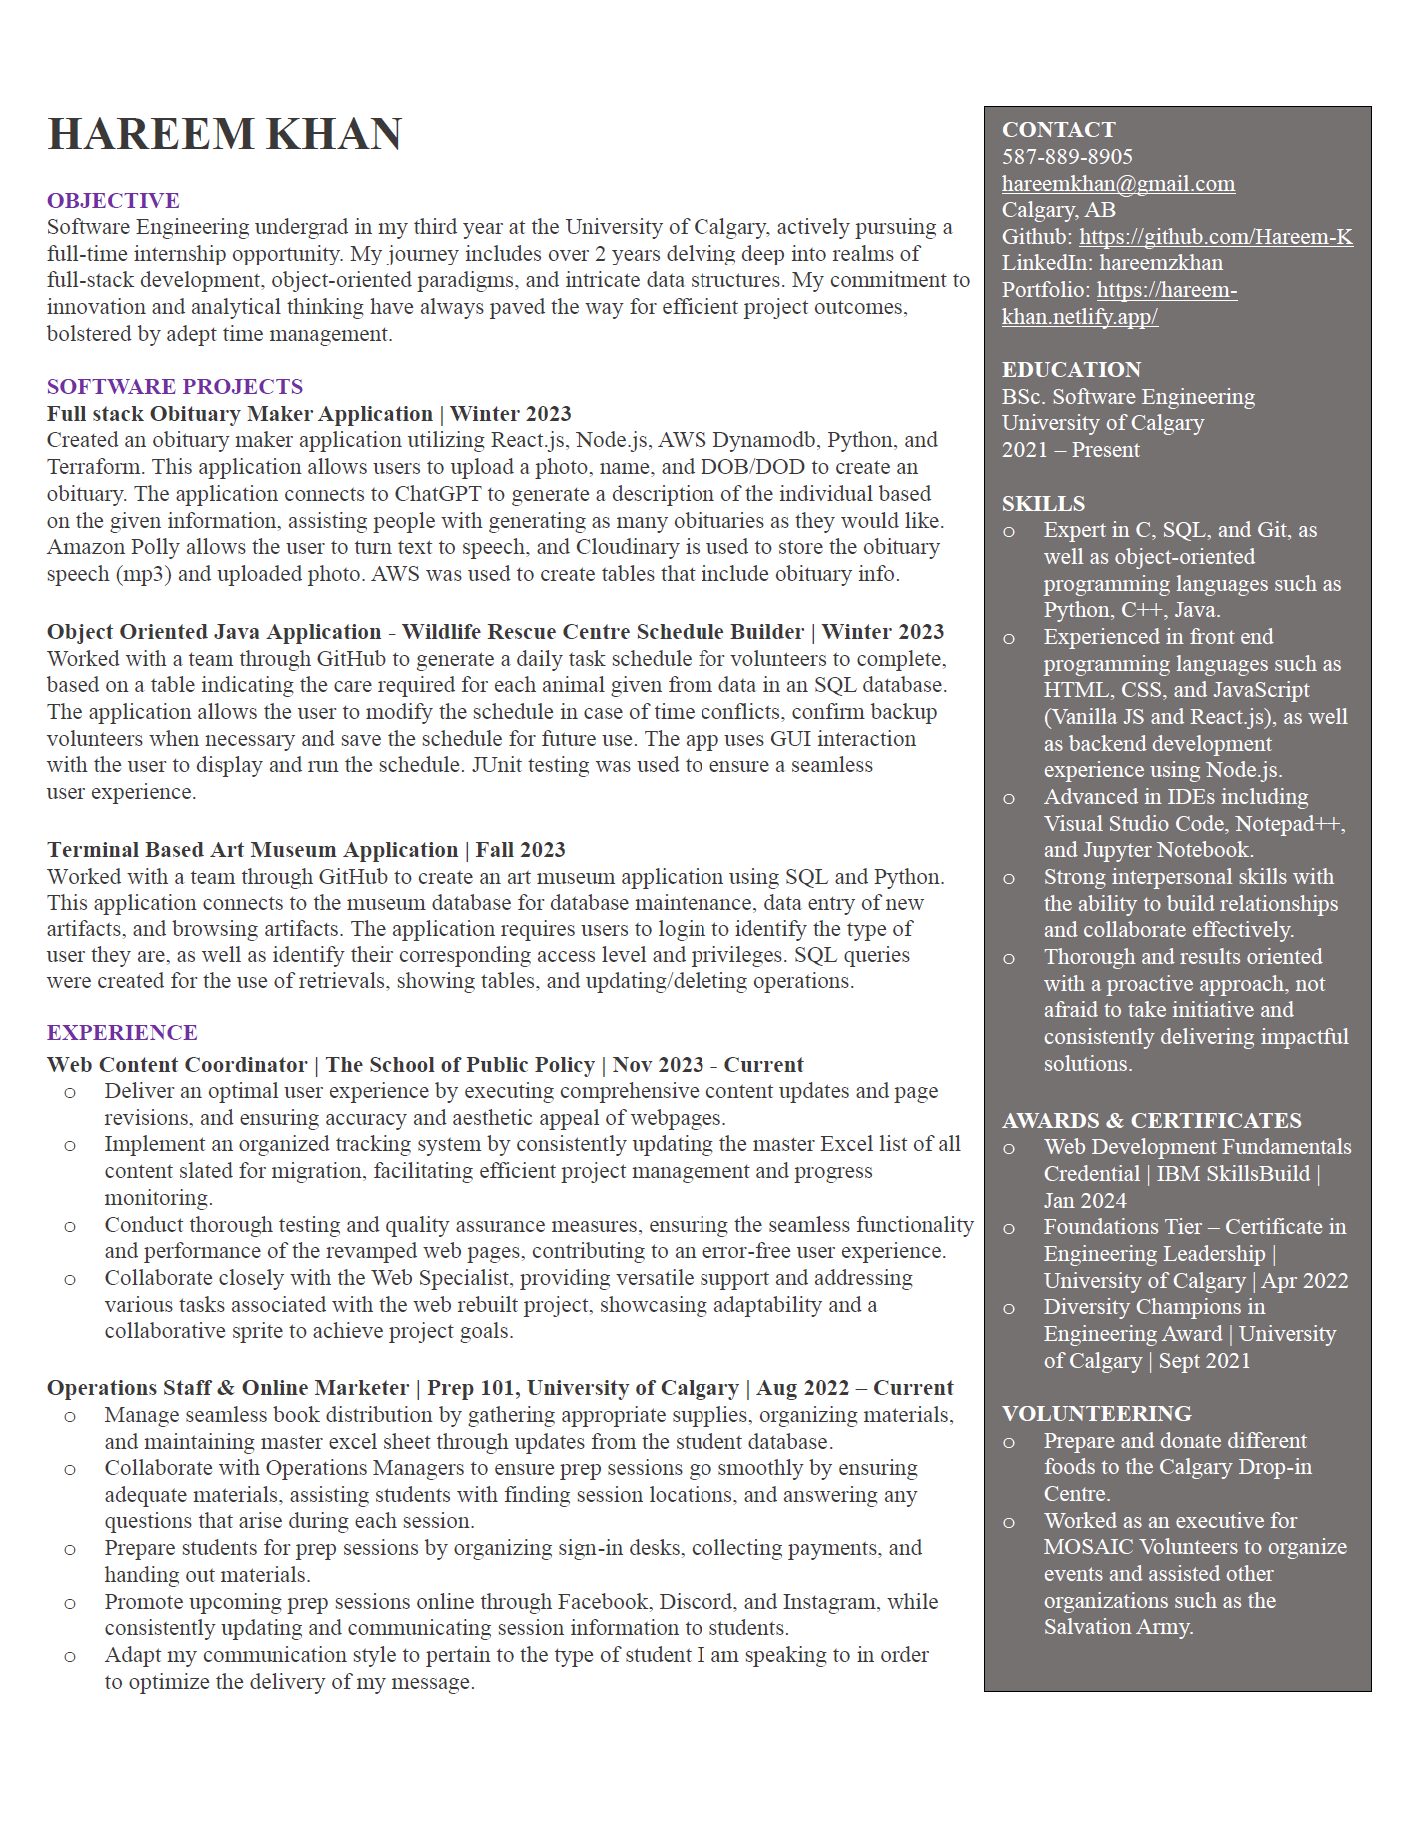 HAREEM KHAN
OBJECTIVE
Software Engineering undergrad in my third year at the University of Calgary, actively pursuing a
full-time internship opportunity. My journey includes over 2 years delving deep into realms of
full-stack development, object-oriented paradigms, and intricate data structures. My commitment to
innovation and analytical thinking have always paved the way for efficient project outcomes,
bolstered by adept time management.
SOFTWARE PROJECTS
Full stack Obituary Maker Application | Winter 2023
Created an obituary maker application utilizing React.js, Node.js, AWS Dynamodb, Python, and
Terraform. This application allows users to upload a photo, name, and DOB/DOD to create an
obituary. The application connects to ChatGPT to generate a description of the individual based
on the given information, assisting people with generating as many obituaries as they would like.
Amazon Polly allows the user to turn text to speech, and Cloudinary is used to store the obituary
speech (mp3) and uploaded photo. AWS was used to create tables that include obituary info.
Object Oriented Java Application - Wildlife Rescue Centre Schedule Builder | Winter 2023
Worked with a team through GitHub to generate a daily task schedule for volunteers to complete,
based on a table indicating the care required for each animal given from data in an SQL database.
The application allows the user to modify the schedule in case of time conflicts, confirm backup
volunteers when necessary and save the schedule for future use. The app uses GUI interaction
with the user to display and run the schedule. JUnit testing was used to ensure a seamless
user experience.
Terminal Based Art Museum Application | Fall 2023
Worked with a team through GitHub to create an art museum application using SQL and Python.
This application connects to the museum database for database maintenance, data entry of new
artifacts, and browsing artifacts. The application requires users to login to identify the type of
user they are, as well as identify their corresponding access level and privileges. SQL queries
were created for the use of retrievals, showing tables, and updating/deleting operations.
EXPERIENCE
Web Content Coordinator | The School of Public Policy | Nov 2023 - Current
o Deliver an optimal user experience by executing comprehensive content updates and page
revisions, and ensuring accuracy and aesthetic appeal of webpages.
o Implement an organized tracking system by consistently updating the master Excel list of all
content slated for migration, facilitating efficient project management and progress
monitoring.
o Conduct thorough testing and quality assurance measures, ensuring the seamless functionality
and performance of the revamped web pages, contributing to an error-free user experience.
o Collaborate closely with the Web Specialist, providing versatile support and addressing
various tasks associated with the web rebuilt project, showcasing adaptability and a
collaborative sprite to achieve project goals.
Operations Staff & Online Marketer | Prep 101, University of Calgary | Aug 2022 – Current
o Manage seamless book distribution by gathering appropriate supplies, organizing materials,
and maintaining master excel sheet through updates from the student database.
o Collaborate with Operations Managers to ensure prep sessions go smoothly by ensuring
adequate materials, assisting students with finding session locations, and answering any
questions that arise during each session.
o Prepare students for prep sessions by organizing sign-in desks, collecting payments, and
handing out materials.
o Promote upcoming prep sessions online through Facebook, Discord, and Instagram, while
consistently updating and communicating session information to students.
o Adapt my communication style to pertain to the type of student I am speaking to in order
to optimize the delivery of my message.
CONTACT
587-889-8905
hareemkhan@gmail.com
Calgary, AB
Github: https://github.com/Hareem-K
LinkedIn: hareemzkhan
Portfolio: https://hareem-
khan.netlify.app/
EDUCATION
BSc. Software Engineering
University of Calgary
2021 – Present
SKILLS
o Expert in C, SQL, and Git, as
well as object-oriented
programming languages such as
Python, C++, Java.
o Experienced in front end
programming languages such as
HTML, CSS, and JavaScript
(Vanilla JS and React.js), as well
as backend development
experience using Node.js.
o Advanced in IDEs including
Visual Studio Code, Notepad++,
and Jupyter Notebook.
o Strong interpersonal skills with
the ability to build relationships
and collaborate effectively.
o Thorough and results oriented
with a proactive approach, not
afraid to take initiative and
consistently delivering impactful
solutions.
AWARDS & CERTIFICATES
o Web Development Fundamentals
Credential | IBM SkillsBuild |
Jan 2024
o Foundations Tier – Certificate in
Engineering Leadership |
University of Calgary | Apr 2022
o Diversity Champions in
Engineering Award | University
of Calgary | Sept 2021
VOLUNTEERING
o Prepare and donate different
foods to the Calgary Drop-in
Centre.
o Worked as an executive for
MOSAIC Volunteers to organize
events and assisted other
organizations such as the
Salvation Army.